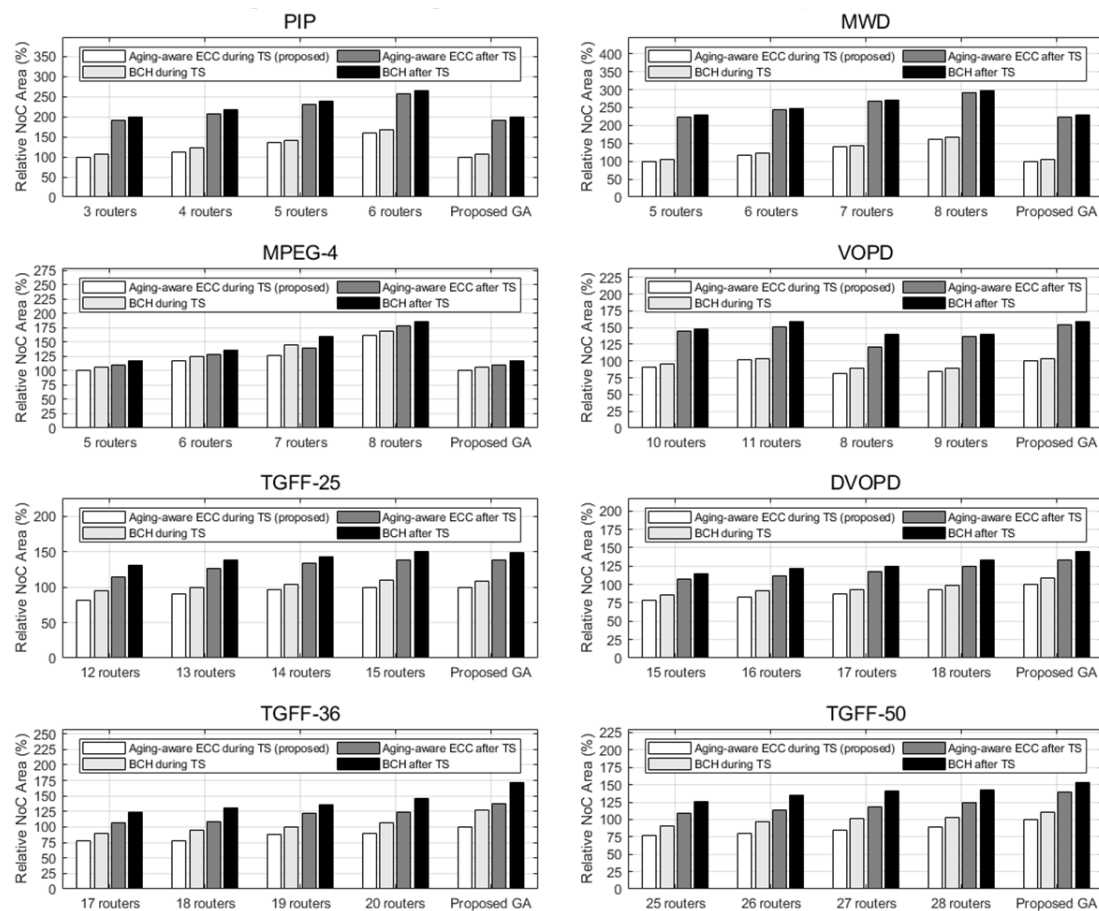 PIP
Relative NoC Area (%)
350
300
250
200
150
100
50
0
Aging-aware ECC during TS (proposed)
BCH during TS
Aging-aware ECC after TS
BCH after TS
3 routers
4 routers
5 routers
6 routers
Proposed GA
MWD
Relative NoC Area (%)
400
350
300
250
200
150
100
50
0
Aging-aware ECC during TS (proposed)
BCH during TS
Aging-aware ECC after TS
BCH after TS
5 routers
6 routers
7 routers
8 routers
Proposed GA
MPEG-4
Relative NoC Area (%)
275
250
225
200
175
150
125
100
75
50
25
0
Aging-aware ECC during TS (proposed)
BCH during TS
Aging-aware ECC after TS
BCH after TS
5 routers
6 routers
7 routers
8 routers
Proposed GA
VOPD
Relative NoC Area (%)
225
200
175
150
125
100
75
50
25
0
Aging-aware ECC during TS (proposed)
BCH during TS
Aging-aware ECC after TS
BCH after TS
10 routers
11 routers
8 routers
9 routers
Proposed GA
TGFF-25
Relative NoC Area (%)
200
150
100
50
0
Aging-aware ECC during TS (proposed)
BCH during TS
Aging-aware ECC after TS
BCH after TS
12 routers
13 routers
14 routers
15 routers
Proposed GA
DVOPD
Relative NoC Area (%)
200
175
150
125
100
75
50
25
0
Aging-aware ECC during TS (proposed)
BCH during TS
Aging-aware ECC after TS
BCH after TS
15 routers
16 routers
17 routers
18 routers
Proposed GA
TGFF-36
Relative NoC Area (%)
250
225
200
175
150
125
100
75
50
25
0
Aging-aware ECC during TS (proposed)
BCH during TS
Aging-aware ECC after TS
BCH after TS
17 routers
18 routers
19 routers
20 routers
Proposed GA
TGFF-50
Relative NoC Area (%)
225
200
175
150
125
100
75
50
25
0
Aging-aware ECC during TS (proposed)
BCH during TS
Aging-aware ECC after TS
BCH after TS
25 routers
26 routers
27 routers
28 routers
Proposed GA